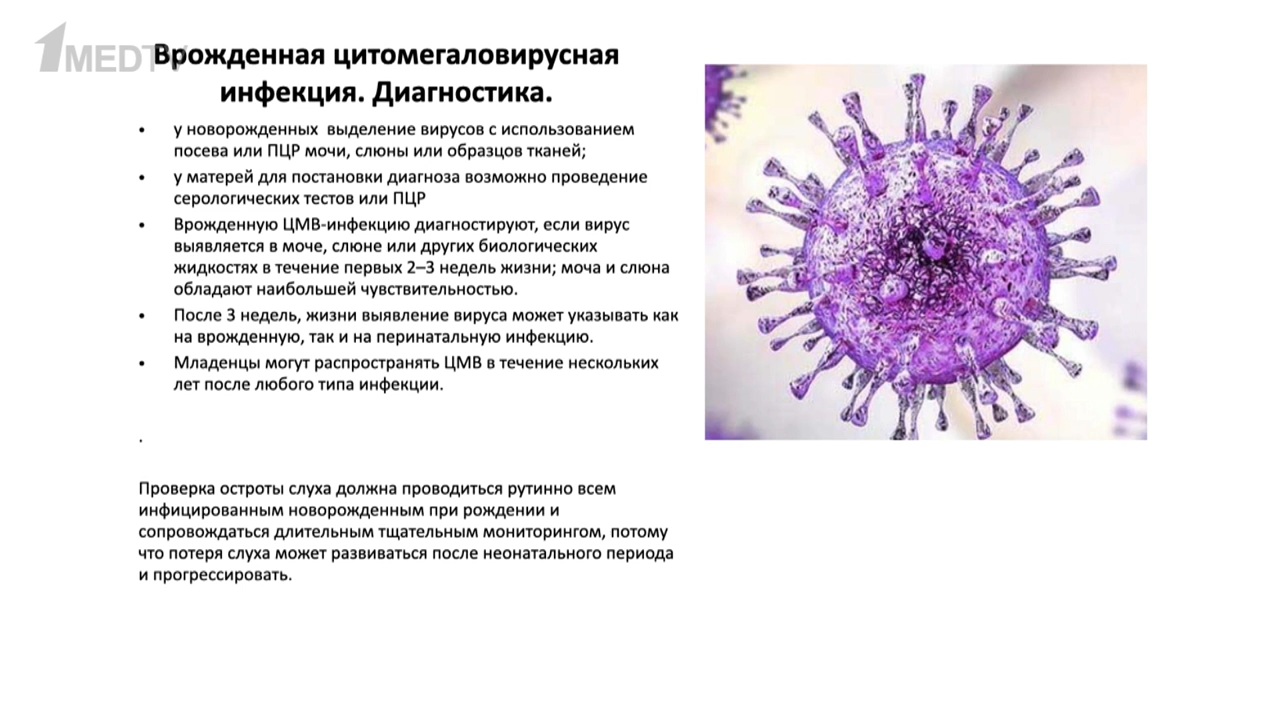 1MEDTV
Врожденная цитомегаловирусная
инфекция. Диагностика.
• у новорожденных выделение вирусов с использованием
посева или ПЦР мочи, слюны или образцов тканей;
• у матерей для постановки диагноза возможно проведение
серологических тестов или ПЦР
• Врожденную ЦМВ-инфекцию диагностируют, если вирус
выявляется в моче, слюне или других биологических
жидкостях в течение первых 2–3 недель жизни; моча и слюна
обладают наибольшей чувствительностью.
• После 3 недель, жизни выявление вируса может указывать как
на врожденную, так и на перинатальную инфекцию.
• Младенцы могут распространять ЦМВ в течение нескольких
лет после любого типа инфекции.
.
Проверка остроты слуха должна проводиться рутинно всем
инфицированным новорожденным при рождении и
сопровождаться длительным тщательным мониторингом, потому
что потеря слуха может развиваться после неонатального периода
и прогрессировать.